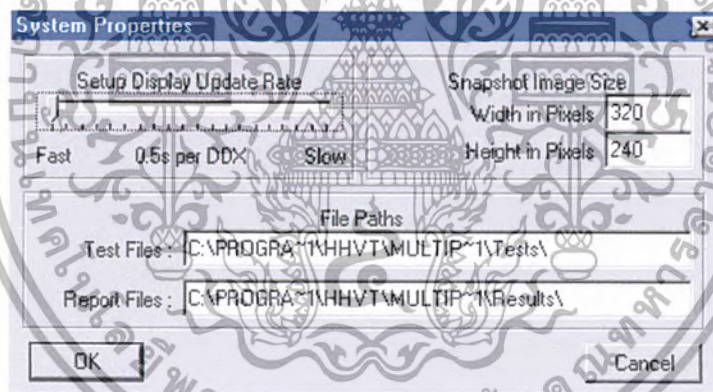 System Properties
Setup Display Update Rate
Fast 0.5s per DDX Slow
Snapshot Image Size
Width in Pixels 320
Height in Pixels 240
File Paths
Test Files : C:\PROGRA~1\HHVT\MULTIP~1\Tests\
Report Files : C:\PROGRA~1\HHVT\MULTIP~1\Results\
OK Cancel